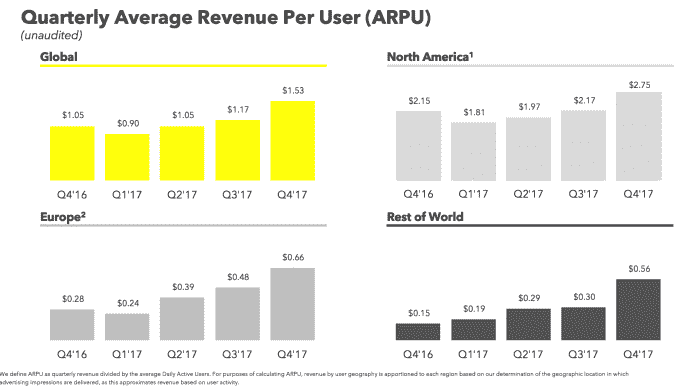 Quarterly Average Revenue Per User (ARPU)
(unaudited)
Global
$1.05
$0.90
$1.05
$1.17
$1.53
Q4'16 Q1'17 Q2'17 Q3'17 Q4'17
North America¹
$2.15
$1.81
$1.97
$2.17
$2.75
Q4'16 Q1'17 Q2'17 Q3'17 Q4'17
Europe²
$0.28
$0.24
$0.39
$0.48
$0.66
Q4'16 Q1'17 Q2'17 Q3'17 Q4'17
Rest of World
$0.15
$0.19
$0.29
$0.30
$0.56
Q4'16 Q1'17 Q2'17 Q3'17 Q4'17
We define ARPU as quarterly revenue divided by the average Daily Active Users. For purposes of calculating ARPU, revenue by user geography is apportioned to each region based on our determination of the geographic location in which
advertising impressions are delivered, as this approximates revenue based on user activity.